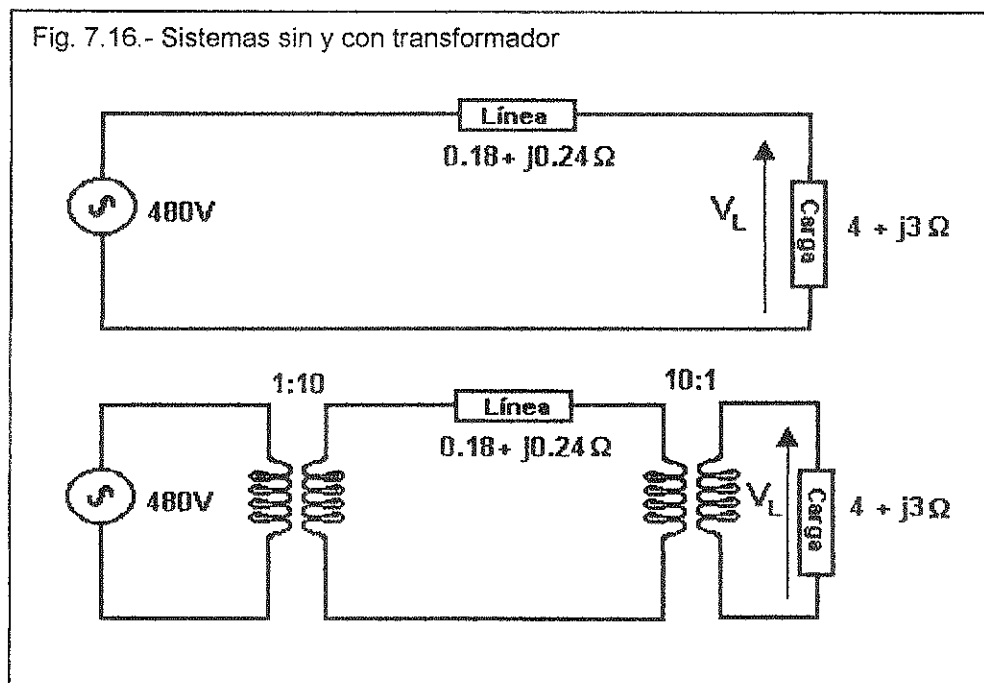 Fig. 7.16.- Sistemas sin y con transformador
Línea
0.18 + j0.24 Ω
480V
V_L
Carga
4 + j3 Ω
1:10
10:1
Línea
0.18 + j0.24 Ω
480V
V_L
Carga
4 + j3 Ω